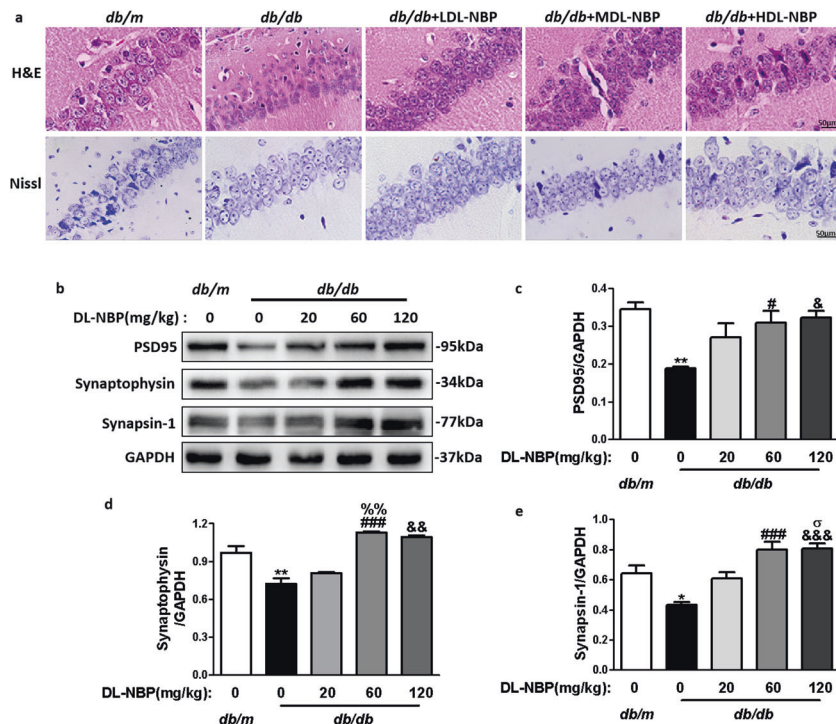 a
db/m db/db db/db+LDL-NBP db/db+MDL-NBP db/db+HDL-NBP
H&E
50μm
Nissl
50μm
b
db/m db/db
DL-NBP(mg/kg) : 0 0 20 60 120
PSD95 -95kDa
Synaptophysin -34kDa
Synapsin-1 -77kDa
GAPDH -37kDa
c
PSD95/GAPDH
0.4
0.3
0.2
0.1
0.0
**
#
&
DL-NBP(mg/kg): 0 0 20 60 120
db/m db/db
d
Synaptophysin
/GAPDH
1.2
0.9
0.6
0.3
0.0
**
%%
###
&&
DL-NBP(mg/kg): 0 0 20 60 120
db/m db/db
e
Synapsin-1/GAPDH
1.0
0.8
0.6
0.4
0.2
0.0
*
###
σ
&&&
DL-NBP(mg/kg): 0 0 20 60 120
db/m db/db